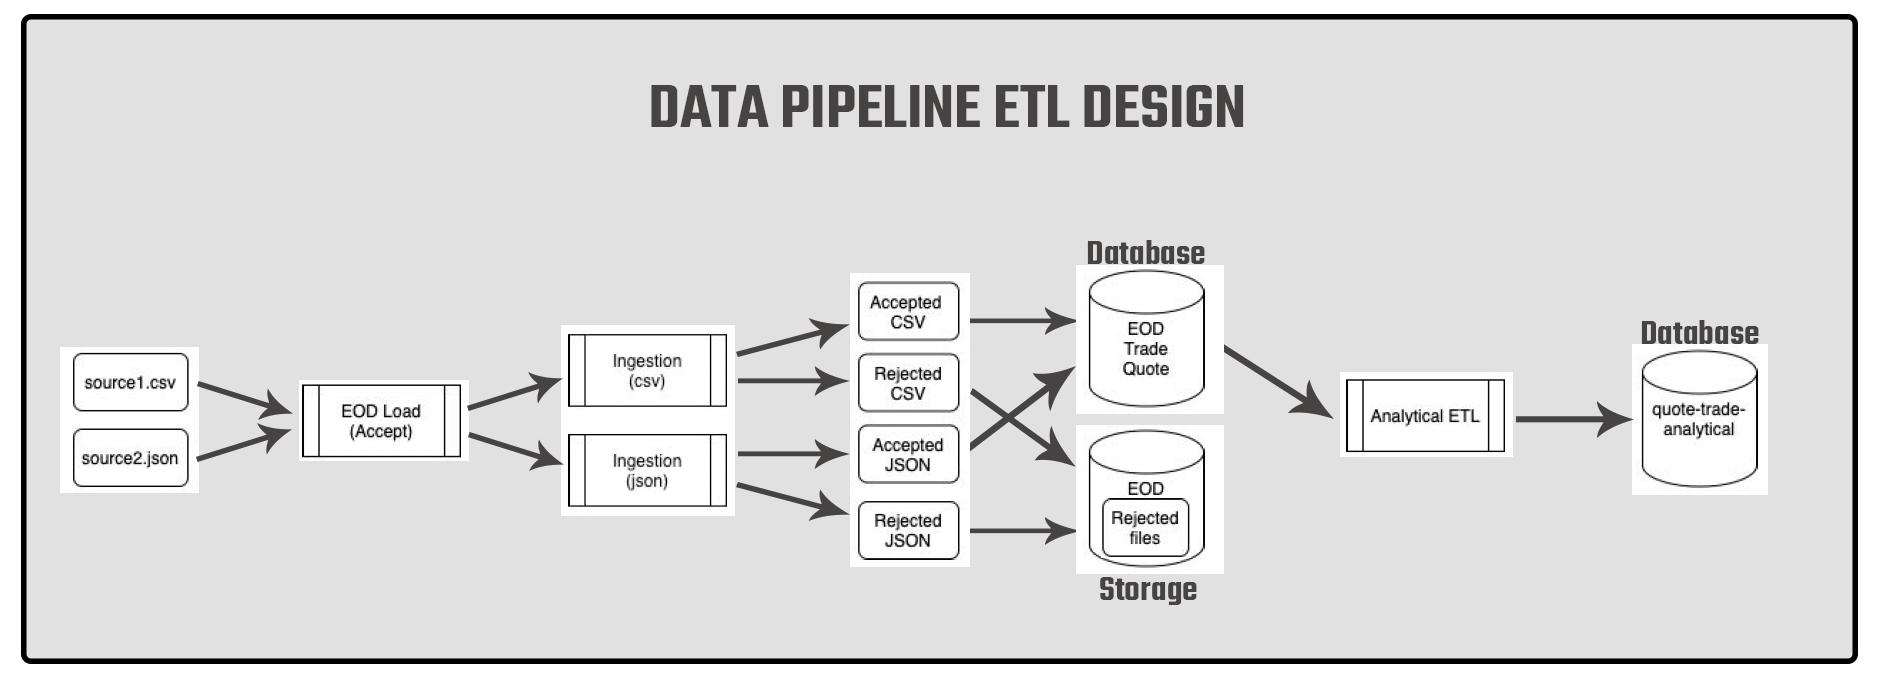 DATA PIPELINE ETL DESIGN
source1.csv
source2.json
EOD Load
(Accept)
Ingestion
(csv)
Ingestion
(json)
Accepted
CSV
Rejected
CSV
Accepted
JSON
Rejected
JSON
Database
EOD
Trade
Quote
EOD
Rejected
files
Storage
Analytical ETL
Database
quote-trade-
analytical